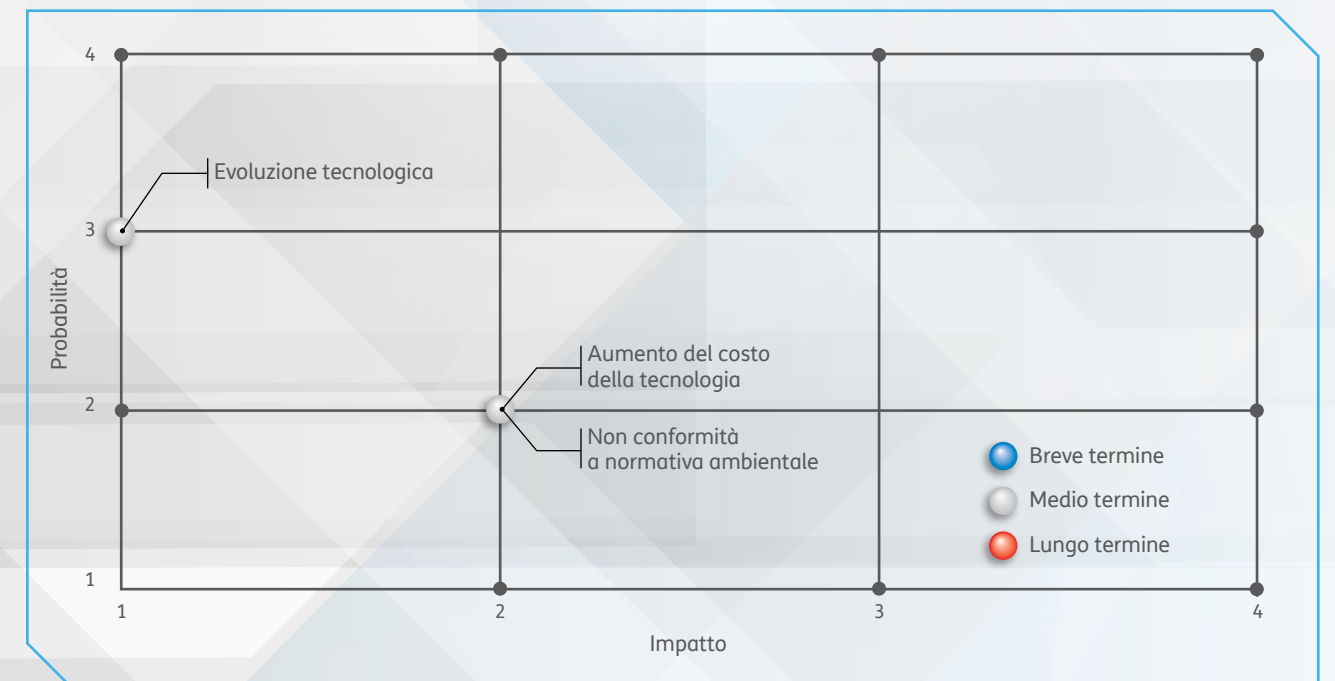 4
Evoluzione tecnologica
3
Probabilità
Aumento del costo
della tecnologia
2
Non conformità
a normativa ambientale
Breve termine
Medio termine
Lungo termine
1
1 2 3 4
Impatto